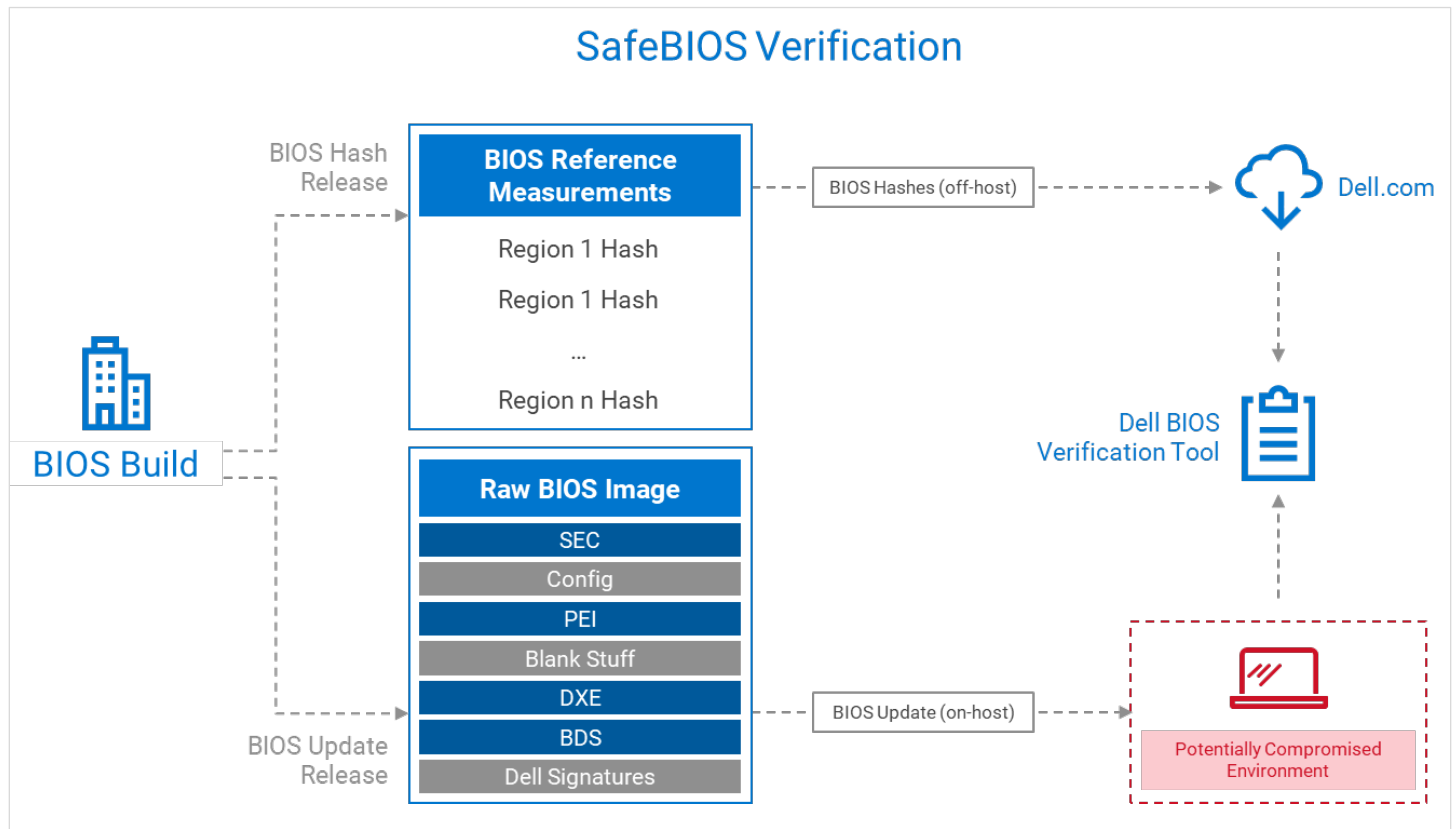 SafeBIOS Verification
BIOS Hash
Release
BIOS Reference
Measurements
Region 1 Hash
Region 1 Hash
...
Region n Hash
BIOS Hashes (off-host)
Dell.com
BIOS Build
Dell BIOS
Verification Tool
Raw BIOS Image
SEC
Config
PEI
Blank Stuff
DXE
BDS
Dell Signatures
BIOS Update
Release
BIOS Update (on-host)
Potentially Compromised
Environment